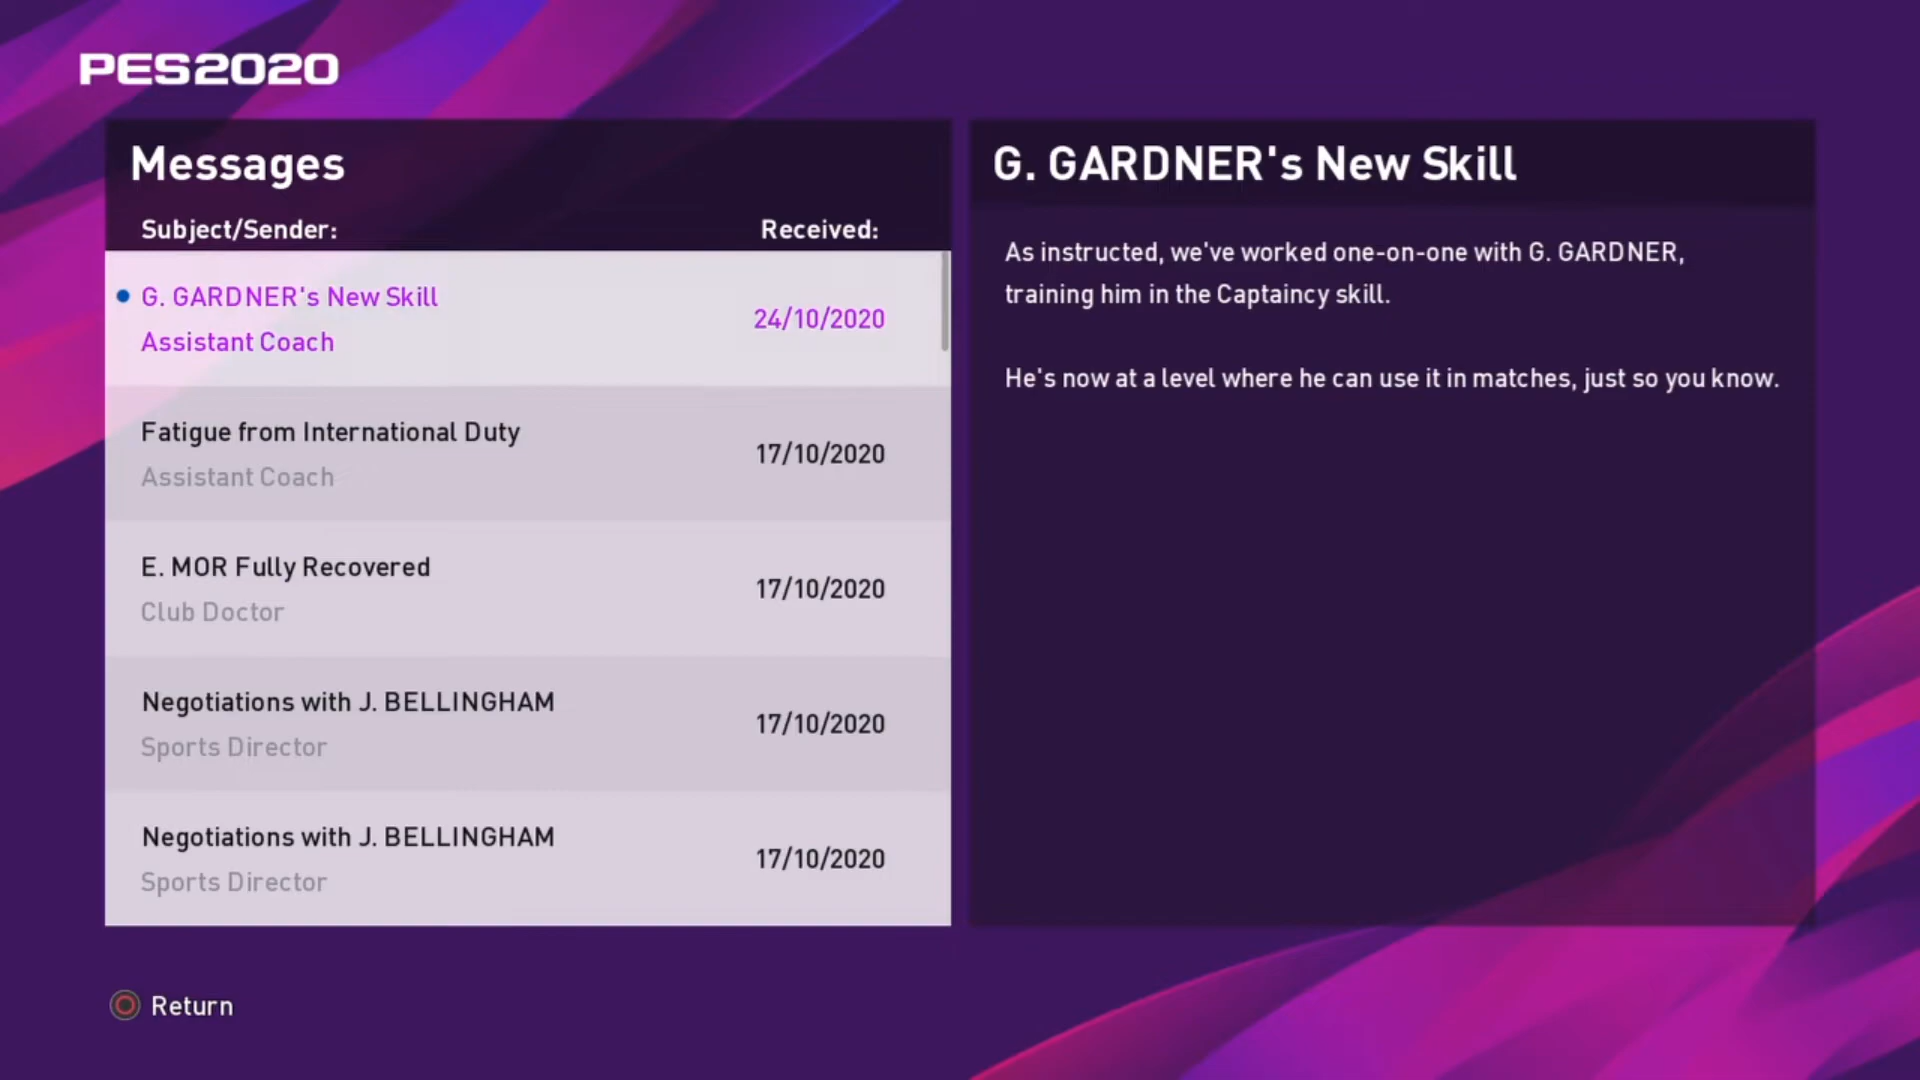 PES2020
Messages
Subject/Sender: Received:
G. GARDNER's New Skill
Assistant Coach
24/10/2020
Fatigue from International Duty
Assistant Coach
17/10/2020
E. MOR Fully Recovered
Club Doctor
17/10/2020
Negotiations with J. BELLINGHAM
Sports Director
17/10/2020
Negotiations with J. BELLINGHAM
Sports Director
17/10/2020
G. GARDNER's New Skill
As instructed, we've worked one-on-one with G. GARDNER,
training him in the Captaincy skill.
He's now at a level where he can use it in matches, just so you know.
Return